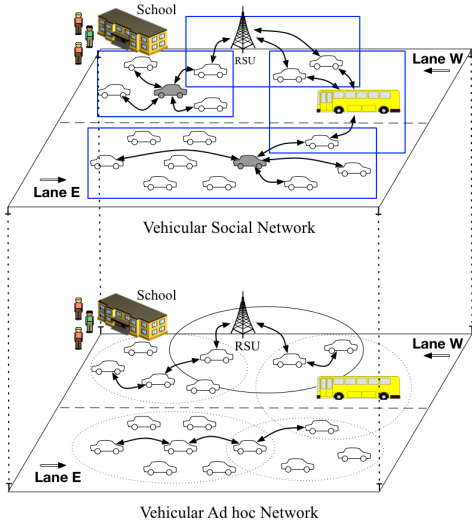 School
RSU
Lane W
Lane E
Vehicular Social Network
School
RSU
Lane W
Lane E
Vehicular Ad hoc Network